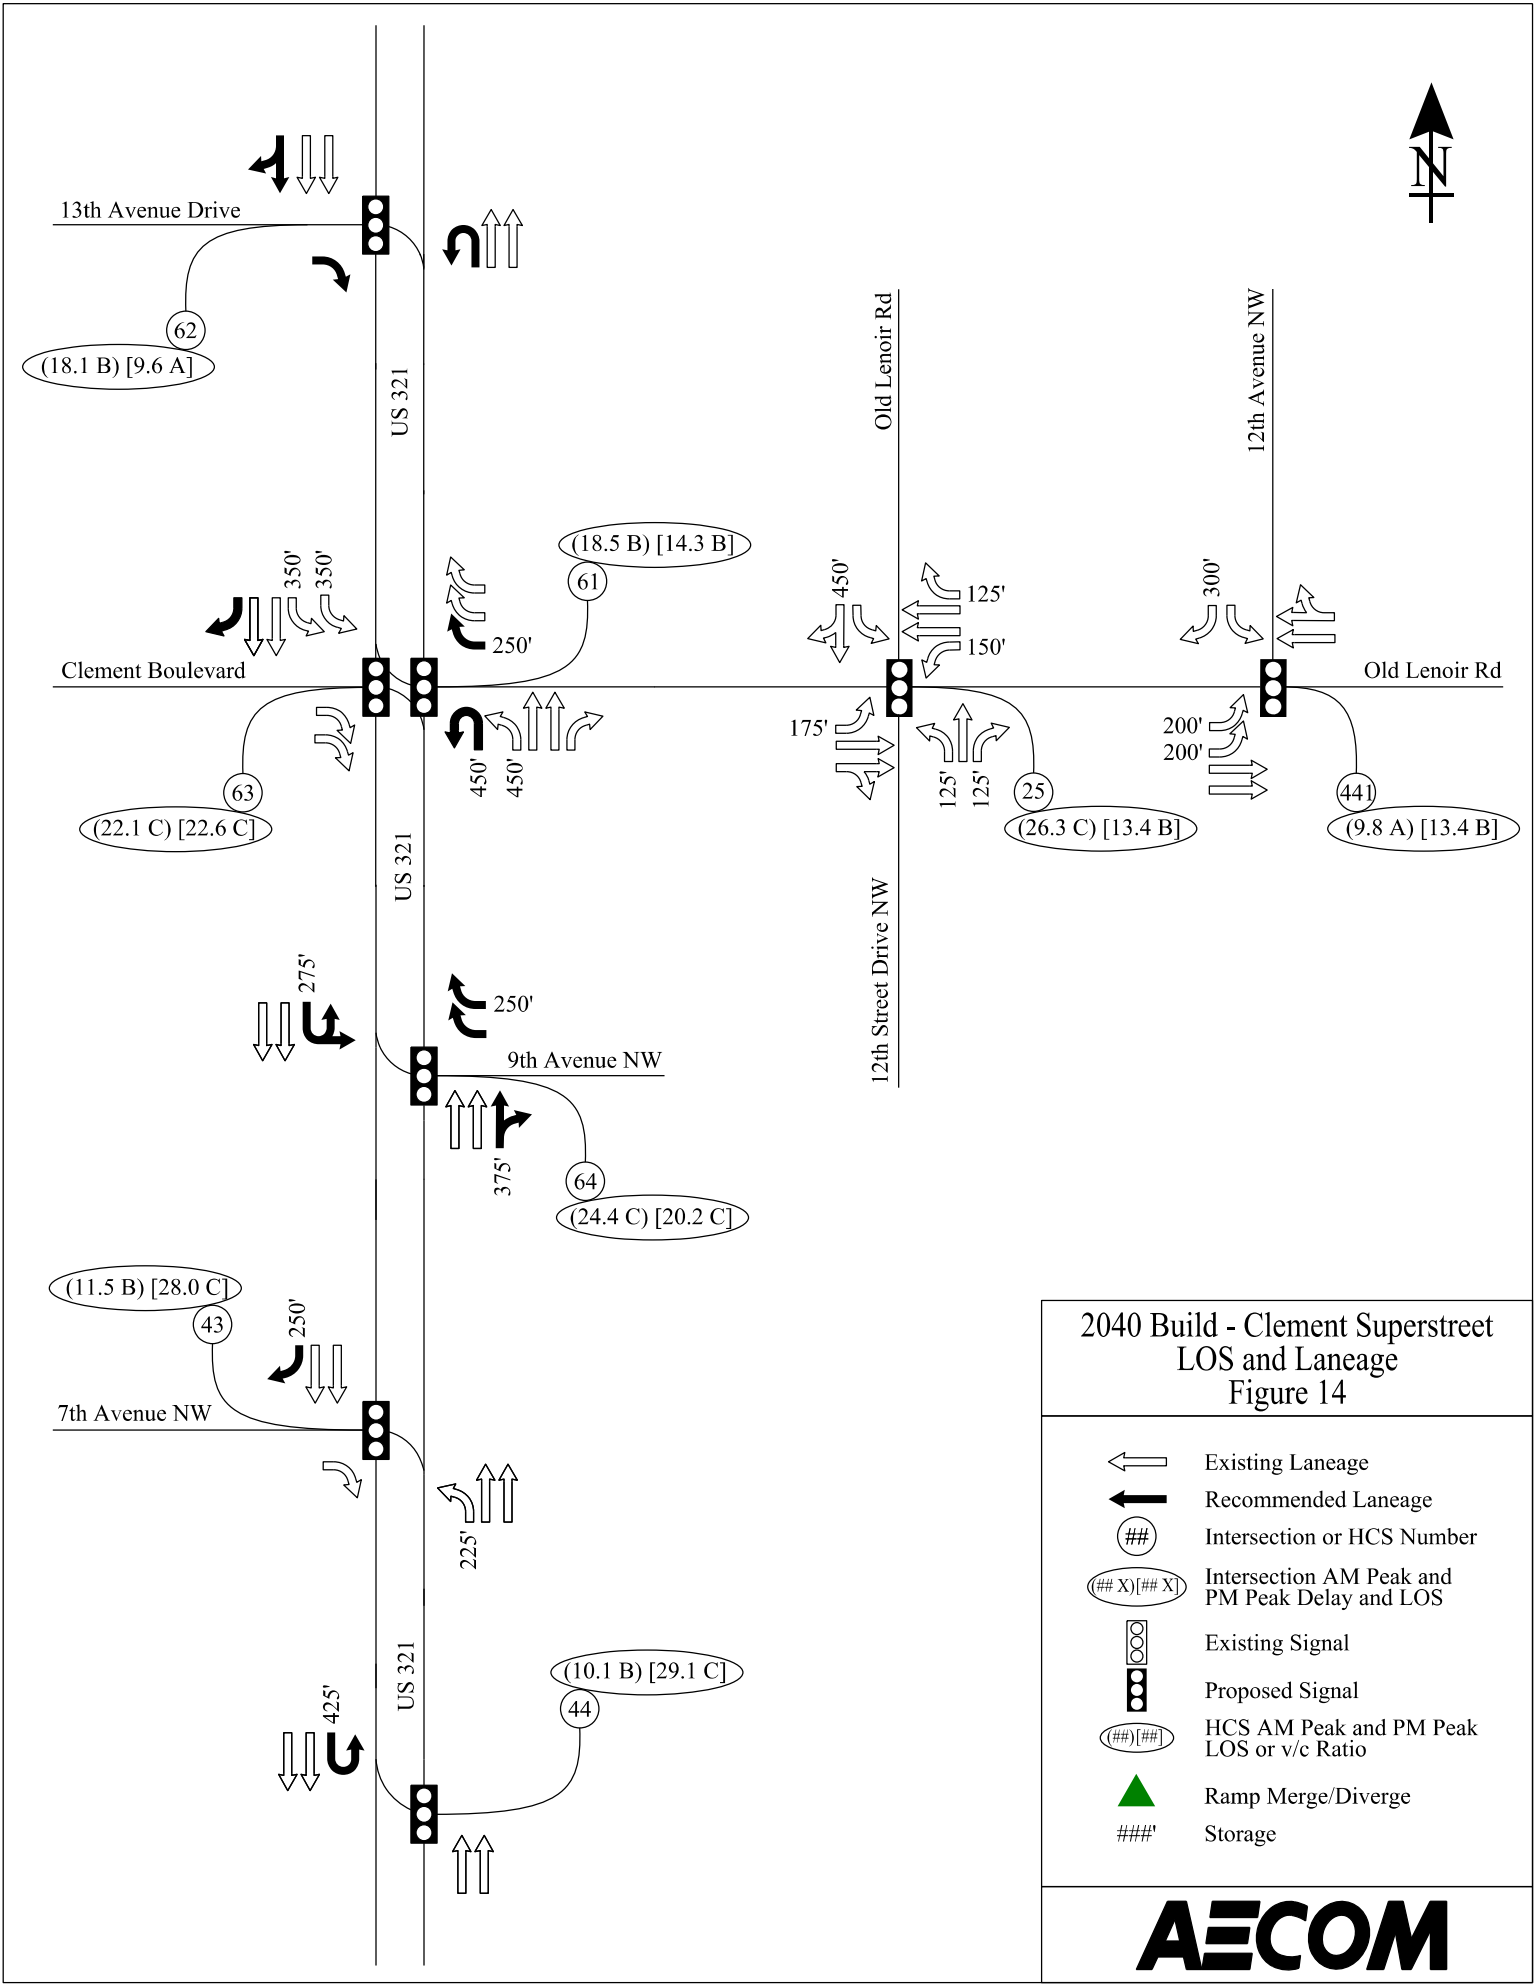 N
13th Avenue Drive
62
(18.1 B) [9.6 A]
US 321
Old Lenoir Rd
12th Avenue NW
(18.5 B) [14.3 B]
61
350'
350'
250'
450'
125'
150'
300'
Clement Boulevard
Old Lenoir Rd
450'
450'
175'
125'
125'
200'
200'
63
(22.1 C) [22.6 C]
25
(26.3 C) [13.4 B]
441
(9.8 A) [13.4 B]
US 321
12th Street Drive NW
275'
250'
9th Avenue NW
375'
64
(24.4 C) [20.2 C]
(11.5 B) [28.0 C]
43
250'
7th Avenue NW
225'
US 321
425'
(10.1 B) [29.1 C]
44
2040 Build - Clement Superstreet
LOS and Laneage
Figure 14
Existing Laneage
Recommended Laneage
## Intersection or HCS Number
(## X)[## X] Intersection AM Peak and
PM Peak Delay and LOS
Existing Signal
Proposed Signal
(##)[##] HCS AM Peak and PM Peak
LOS or v/c Ratio
Ramp Merge/Diverge
###' Storage
AECOM